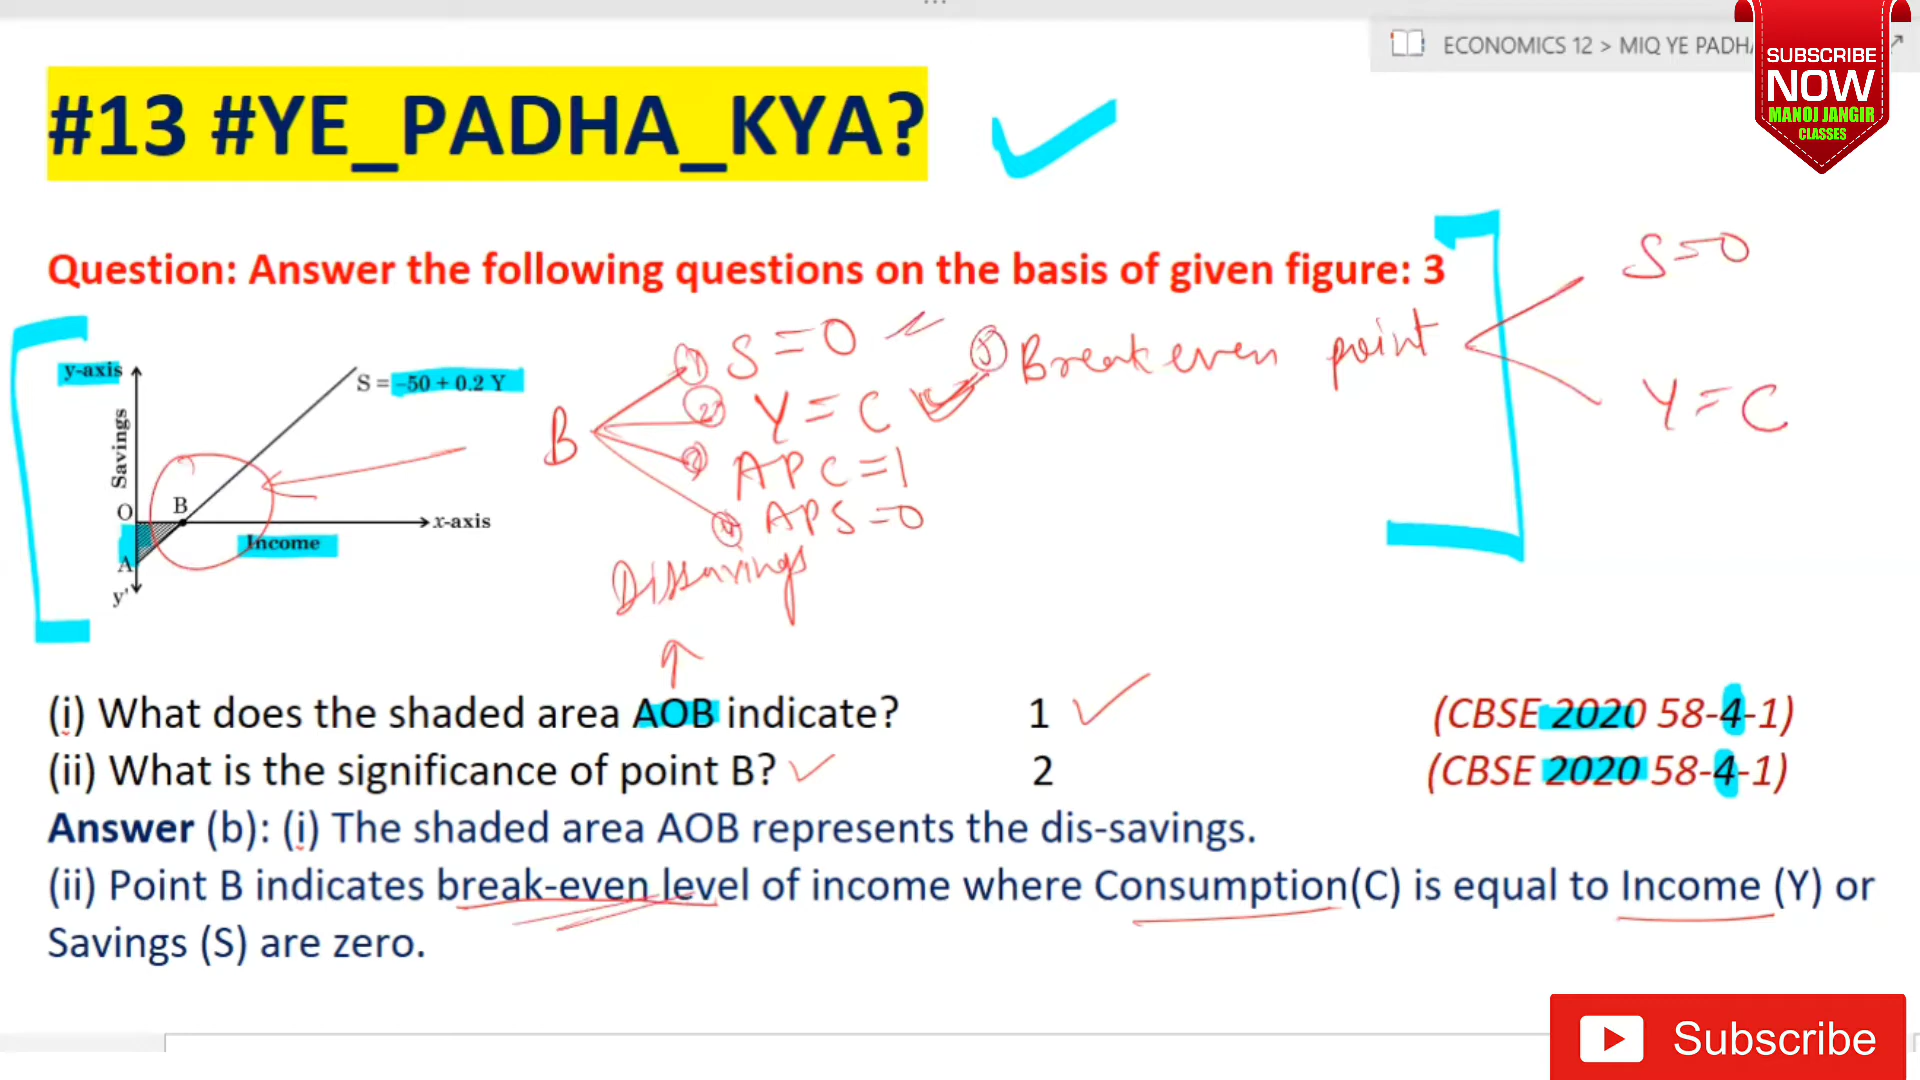 ECONOMICS 12 > MIQ YE PADHA
SUBSCRIBE
NOW
MANOJ JANGIR
CLASSES
#13 #YE_PADHA_KYA?
Question: Answer the following questions on the basis of given figure: 3
S = 0
Y = C
y-axis
S = -50 + 0.2 Y
Savings
O
B
x-axis
Income
A
y'
B
(1) S = 0
(2) Y = C
(3) APC = 1
(4) APS = 0
(5) Breakeven point
Dissavings
(i) What does the shaded area AOB indicate? 1 (CBSE 2020 58-4-1)
(ii) What is the significance of point B? 2 (CBSE 2020 58-4-1)
Answer (b): (i) The shaded area AOB represents the dis-savings.
(ii) Point B indicates break-even level of income where Consumption(C) is equal to Income (Y) or
Savings (S) are zero.
Subscribe